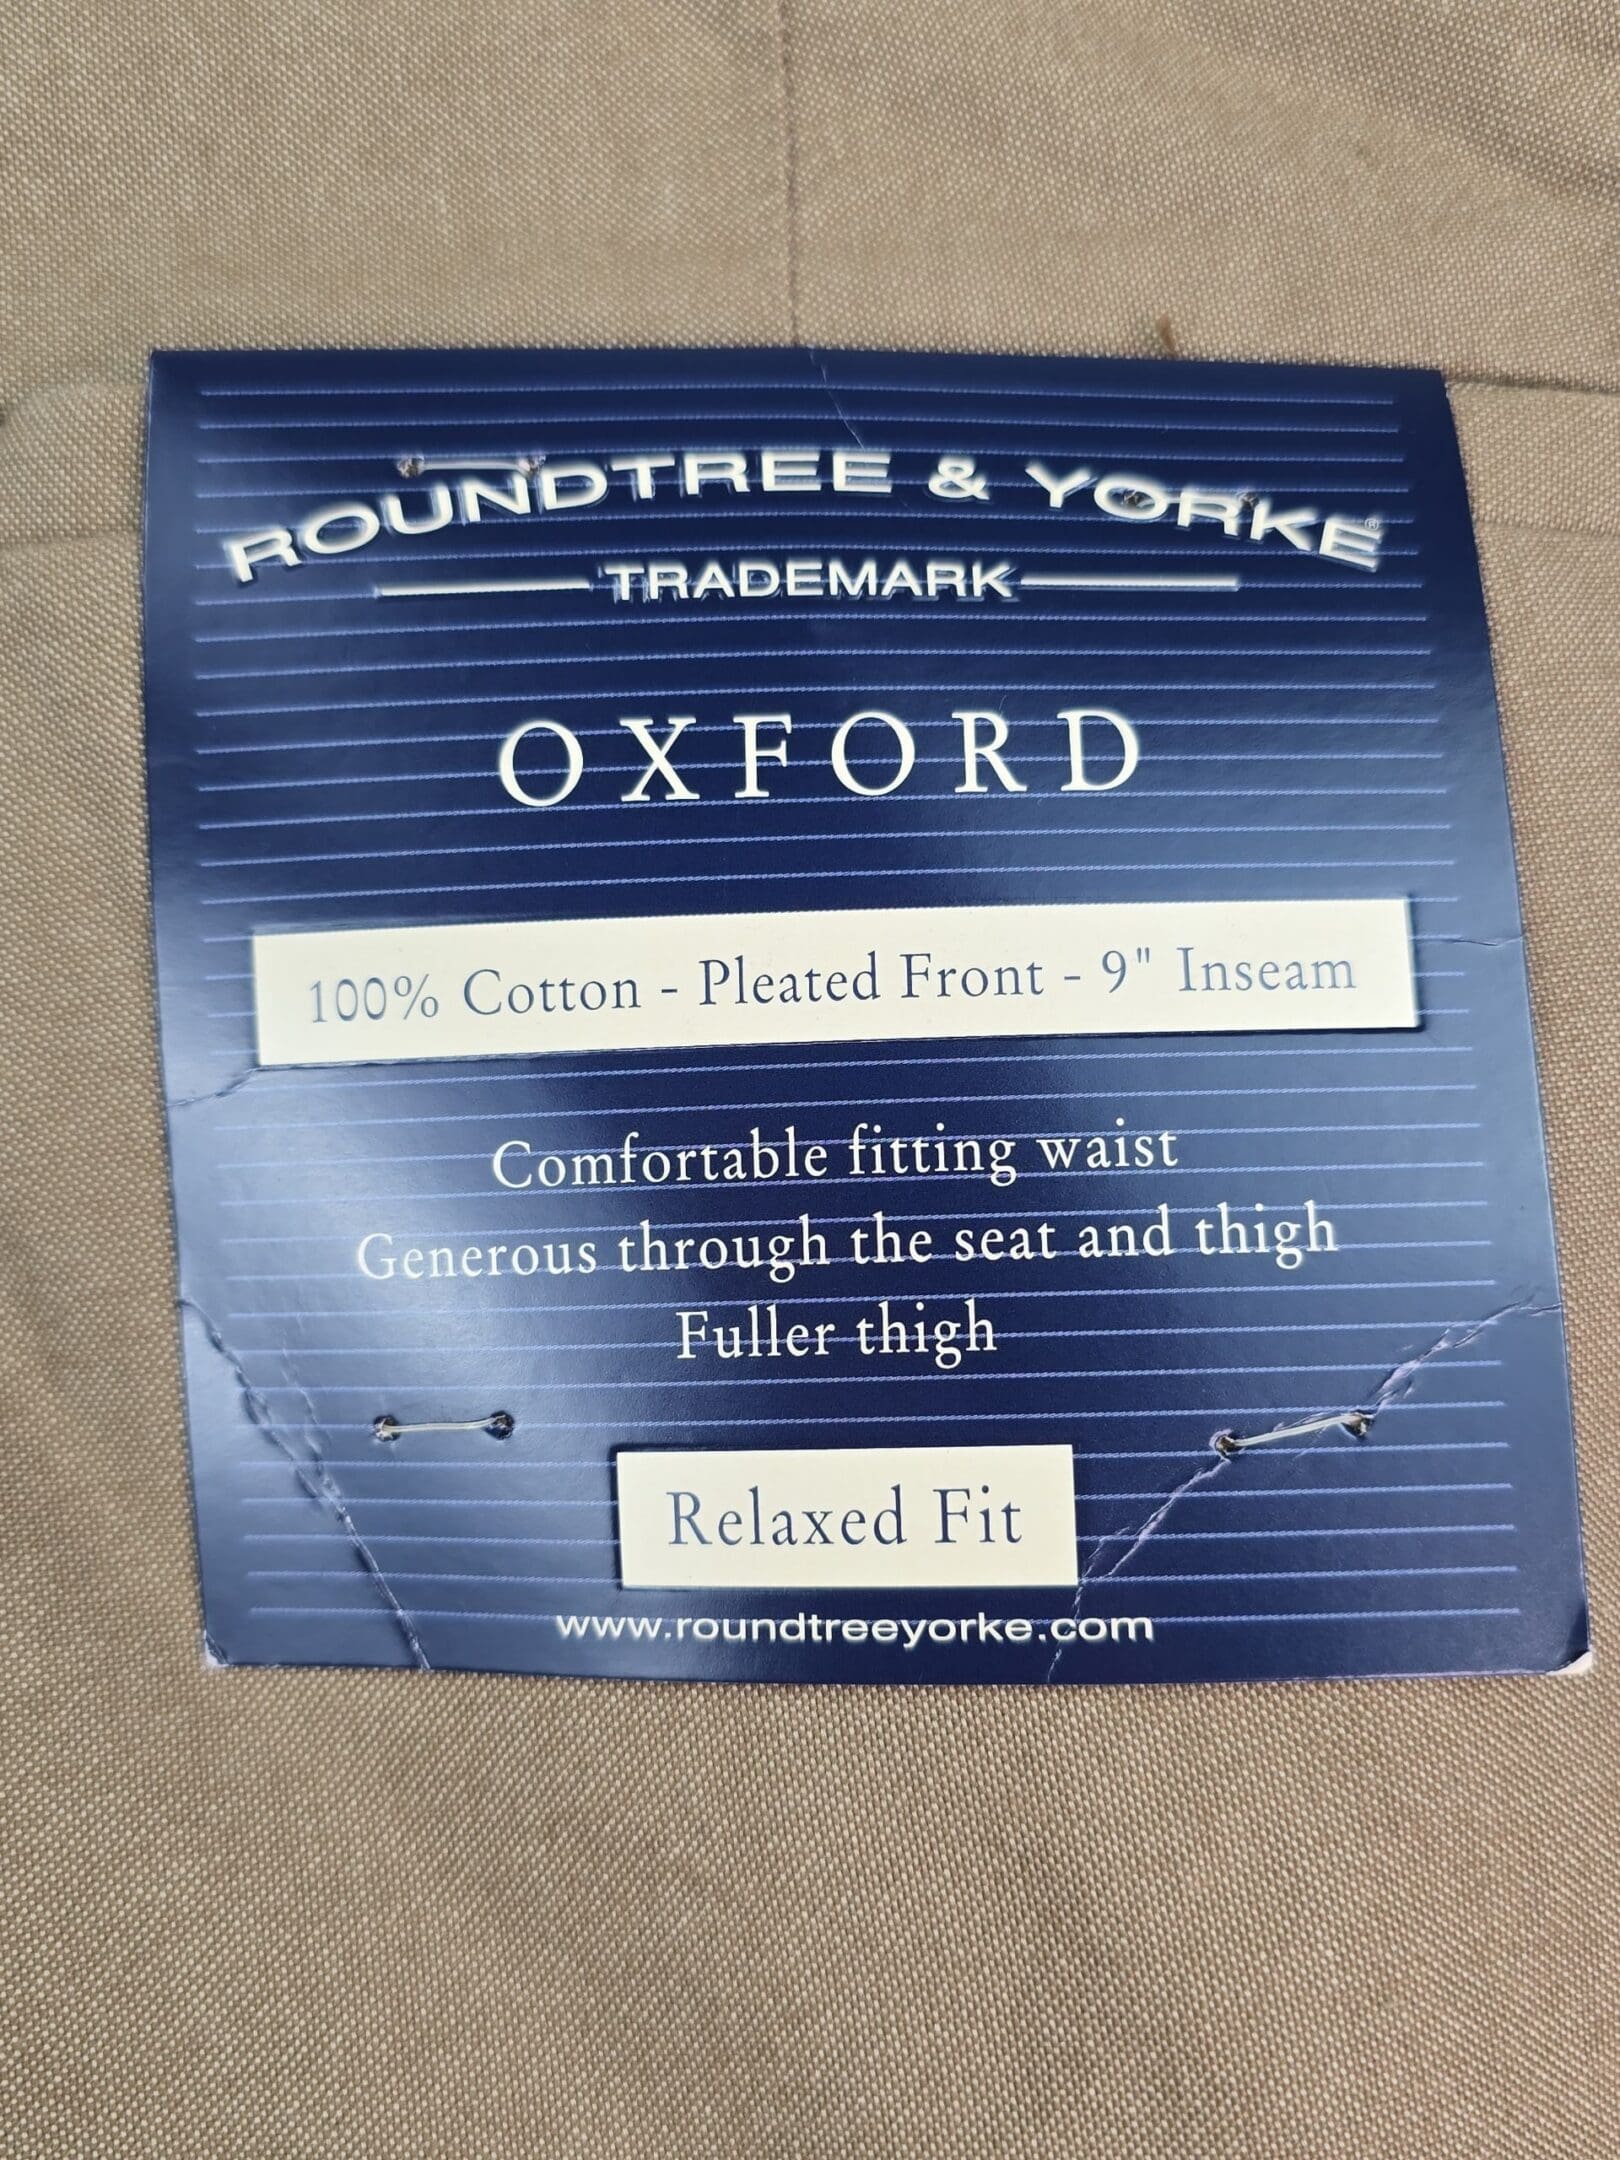 ROUNDTREE & YORKE®
TRADEMARK
OXFORD
100% Cotton - Pleated Front - 9" Inseam
Comfortable fitting waist
Generous through the seat and thigh
Fuller thigh
Relaxed Fit
www.roundtreeyorke.com